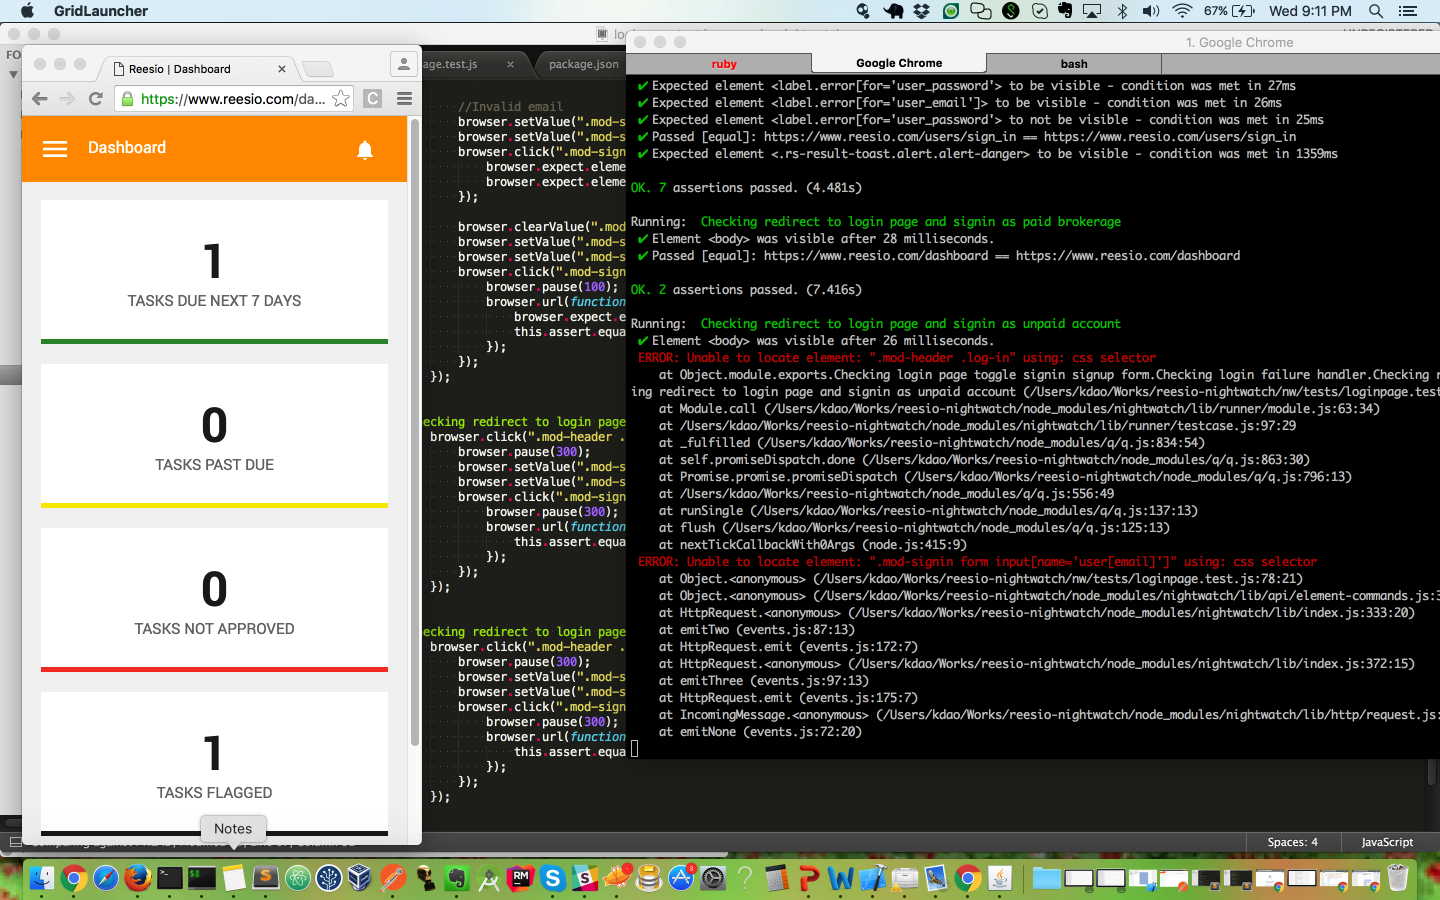 GridLauncher
67%
Wed 9:11 PM
Reesio | Dashboard
https://www.reesio.com/da...
Dashboard
1
TASKS DUE NEXT 7 DAYS
0
TASKS PAST DUE
0
TASKS NOT APPROVED
1
TASKS FLAGGED
Notes
FO
age.test.js
package.json
//Invalid email
browser.setValue(".mod-s
browser.setValue(".mod-s
browser.click(".mod-sign
browser.expect.eleme
browser.expect.eleme
});
browser.clearValue(".mod
browser.setValue(".mod-s
browser.setValue(".mod-s
browser.click(".mod-sign
browser.pause(100);
browser.url(function
browser.expect.e
this.assert.equa
});
});
});
ecking redirect to login page
browser.click(".mod-header .
browser.pause(300);
browser.setValue(".mod-s
browser.setValue(".mod-s
browser.click(".mod-sign
browser.pause(300);
browser.url(function
this.assert.equa
});
});
});
ecking redirect to login page
browser.click(".mod-header .
browser.pause(300);
browser.setValue(".mod-s
browser.setValue(".mod-s
browser.click(".mod-sign
browser.pause(300);
browser.url(function
this.assert.equa
});
});
});
Spaces: 4
JavaScript
1. Google Chrome
ruby
Google Chrome
bash
✔ Expected element <label.error[for='user_password'> to be visible - condition was met in 27ms
✔ Expected element <label.error[for='user_email']> to be visible - condition was met in 26ms
✔ Expected element <label.error[for='user_password'> to not be visible - condition was met in 25ms
✔ Passed [equal]: https://www.reesio.com/users/sign_in == https://www.reesio.com/users/sign_in
✔ Expected element <.rs-result-toast.alert.alert-danger> to be visible - condition was met in 1359ms
OK. 7 assertions passed. (4.481s)
Running:  Checking redirect to login page and signin as paid brokerage
✔ Element <body> was visible after 28 milliseconds.
✔ Passed [equal]: https://www.reesio.com/dashboard == https://www.reesio.com/dashboard
OK. 2 assertions passed. (7.416s)
Running:  Checking redirect to login page and signin as unpaid account
✔ Element <body> was visible after 26 milliseconds.
ERROR: Unable to locate element: ".mod-header .log-in" using: css selector
at Object.module.exports.Checking login page toggle signin signup form.Checking login failure handler.Checking r
ing redirect to login page and signin as unpaid account (/Users/kdao/Works/reesio-nightwatch/nw/tests/loginpage.test
at Module.call (/Users/kdao/Works/reesio-nightwatch/node_modules/nightwatch/lib/runner/module.js:63:34)
at /Users/kdao/Works/reesio-nightwatch/node_modules/nightwatch/lib/runner/testcase.js:97:29
at _fulfilled (/Users/kdao/Works/reesio-nightwatch/node_modules/q/q.js:834:54)
at self.promiseDispatch.done (/Users/kdao/Works/reesio-nightwatch/node_modules/q/q.js:863:30)
at Promise.promise.promiseDispatch (/Users/kdao/Works/reesio-nightwatch/node_modules/q/q.js:796:13)
at /Users/kdao/Works/reesio-nightwatch/node_modules/q/q.js:556:49
at runSingle (/Users/kdao/Works/reesio-nightwatch/node_modules/q/q.js:137:13)
at flush (/Users/kdao/Works/reesio-nightwatch/node_modules/q/q.js:125:13)
at nextTickCallbackWith0Args (node.js:415:9)
ERROR: Unable to locate element: ".mod-signin form input[name='user[email]']" using: css selector
at Object.<anonymous> (/Users/kdao/Works/reesio-nightwatch/nw/tests/loginpage.test.js:78:21)
at Object.<anonymous> (/Users/kdao/Works/reesio-nightwatch/node_modules/nightwatch/lib/api/element-commands.js:3
at HttpRequest.<anonymous> (/Users/kdao/Works/reesio-nightwatch/node_modules/nightwatch/lib/index.js:333:20)
at emitTwo (events.js:87:13)
at HttpRequest.emit (events.js:172:7)
at HttpRequest.<anonymous> (/Users/kdao/Works/reesio-nightwatch/node_modules/nightwatch/lib/index.js:372:15)
at emitThree (events.js:97:13)
at HttpRequest.emit (events.js:175:7)
at IncomingMessage.<anonymous> (/Users/kdao/Works/reesio-nightwatch/node_modules/nightwatch/lib/http/request.js:
at emitNone (events.js:72:20)